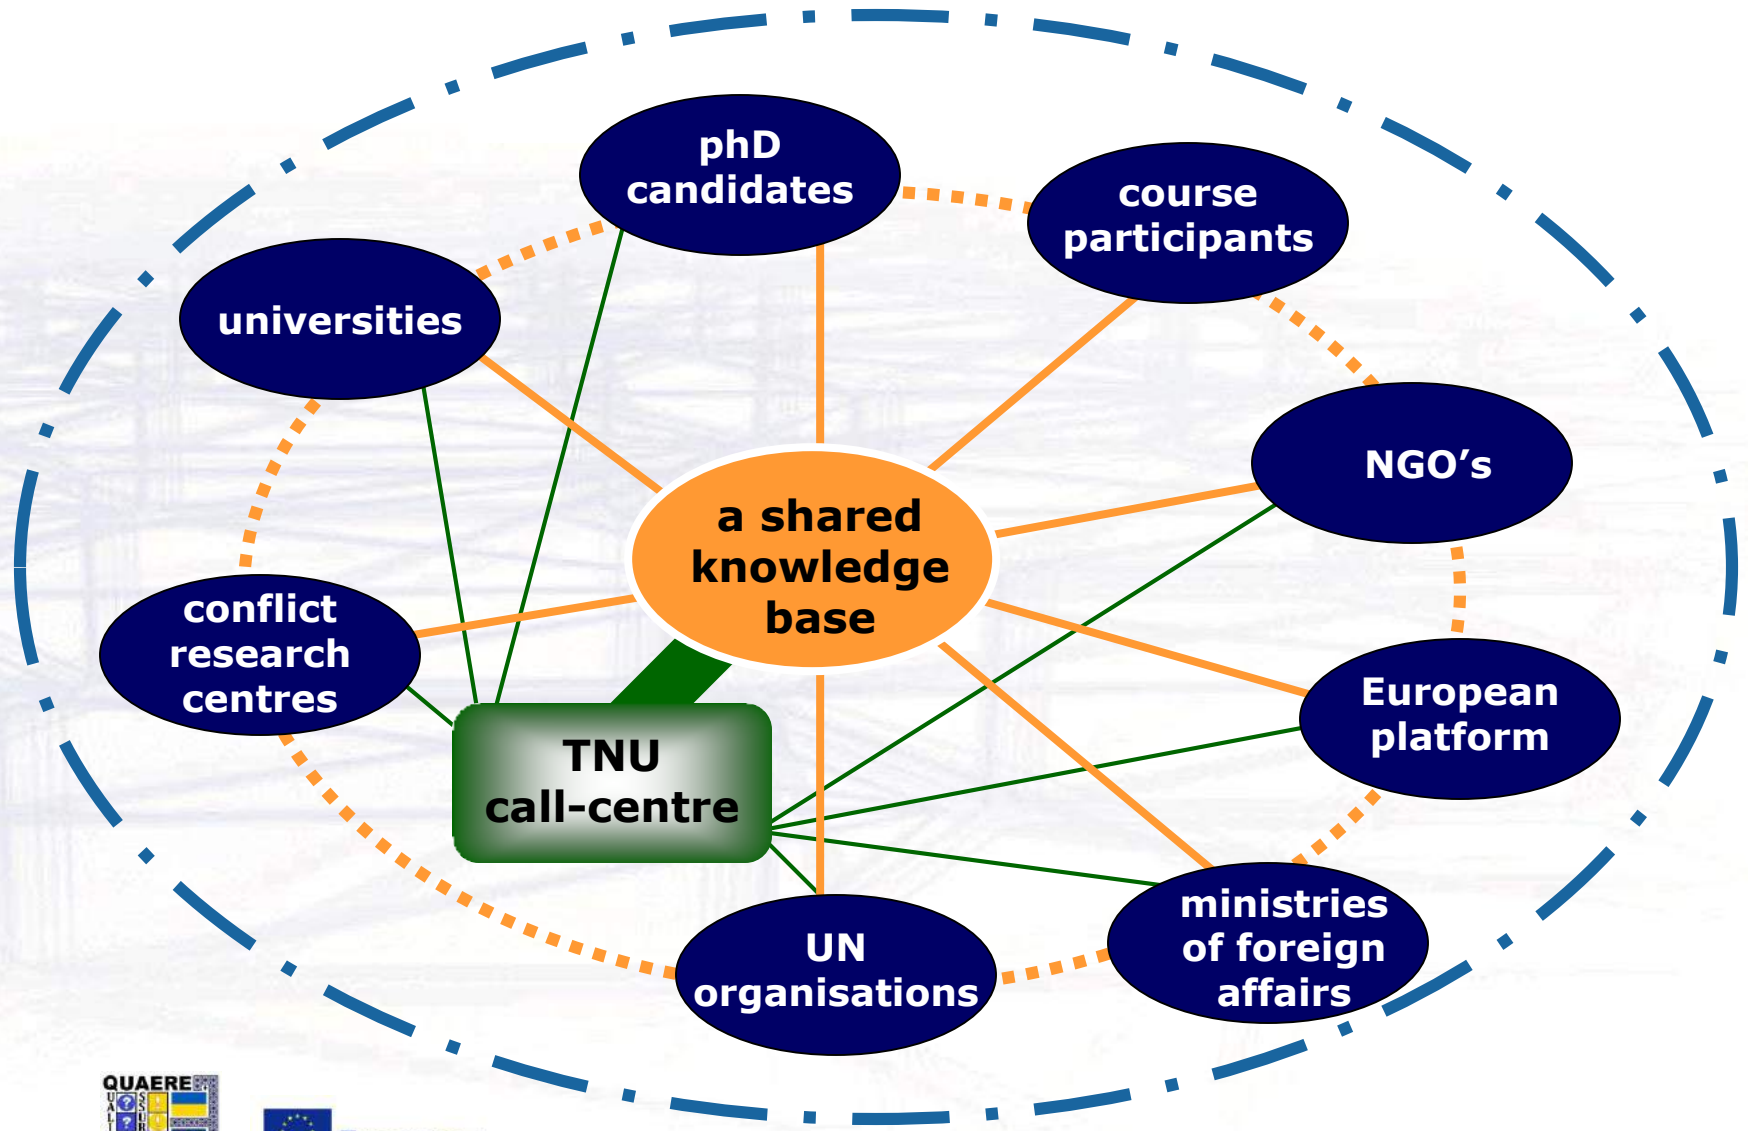 phD
candidates
course
participants
universities
NGO’s
a shared
knowledge
base
conflict
research
centres
European
platform
TNU
call-centre
ministries
of foreign
affairs
UN
organisations
QUAERE